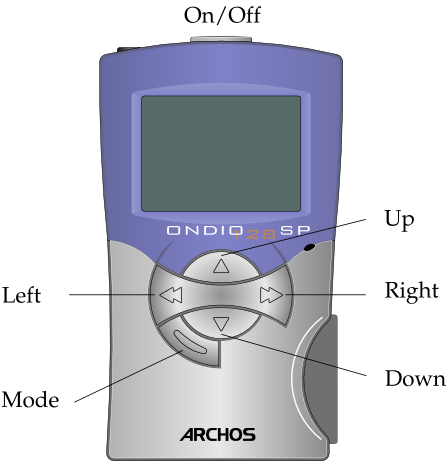 On/Off
ONDIO 128 SP
Up
Left
Right
Mode
Down
ARCHOS